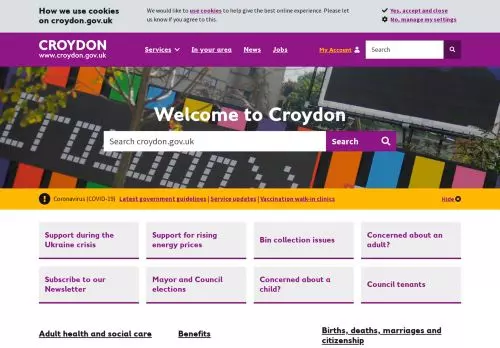 How we use cookies
on croydon.gov.uk
We would like to use cookies to help give the best online experience. Please let
us know if you agree to this.
Yes, accept and close
No, manage my settings
CROYDON
www.croydon.gov.uk
Services
In your area
News
Jobs
My Account
Search
Croydon
Welcome to Croydon
Search croydon.gov.uk
Search
Coronavirus (COVID-19) Latest government guidelines | Service updates | Vaccination walk-in clinics
Hide
Support during the
Ukraine crisis
Support for rising
energy prices
Bin collection issues
Concerned about an
adult?
Subscribe to our
Newsletter
Mayor and Council
elections
Concerned about a
child?
Council tenants
Adult health and social care
Benefits
Births, deaths, marriages and
citizenship